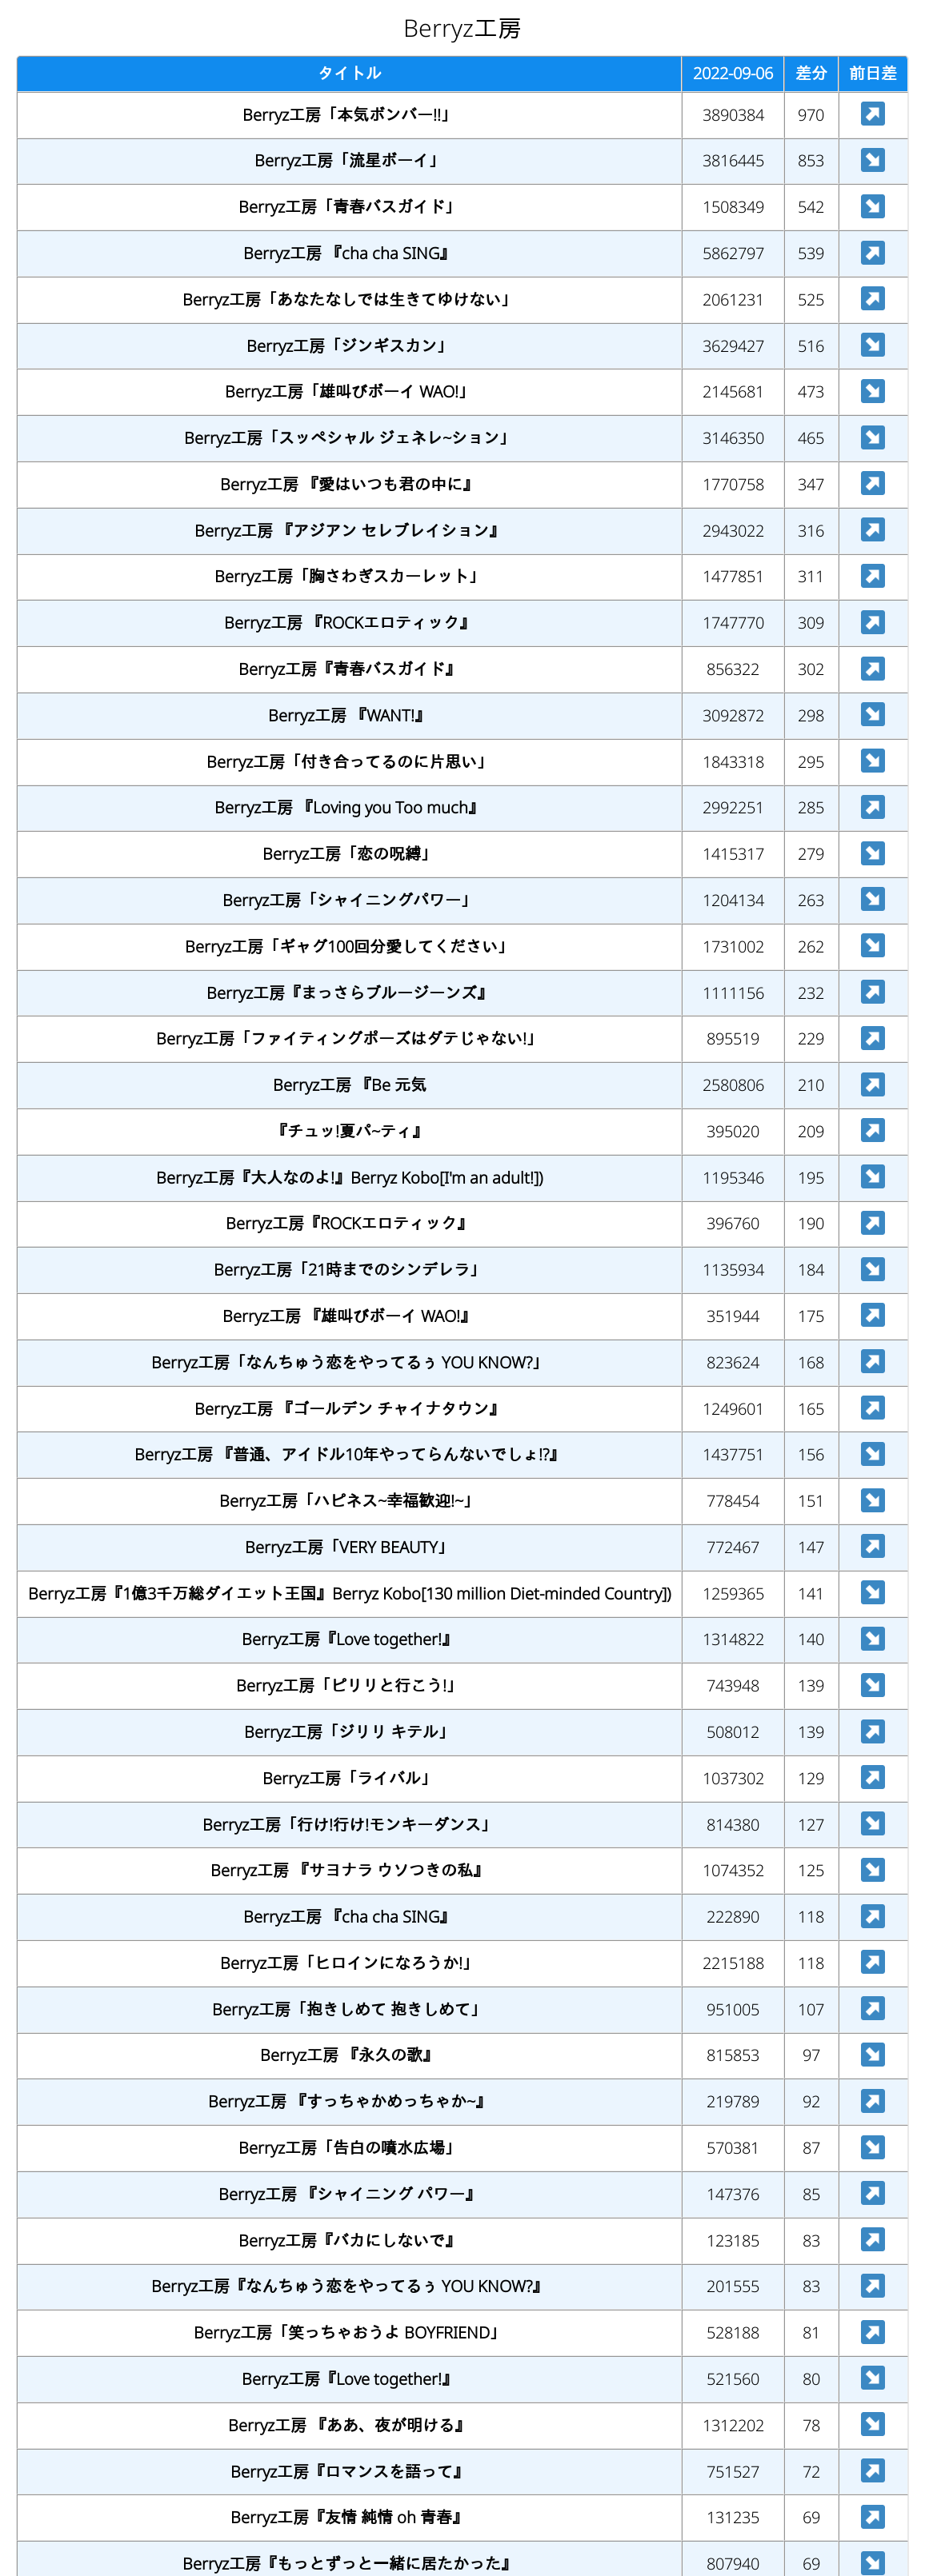 Berryz工房
タイトル 2022-09-06 差分 前日差
Berryz工房「本気ボンバー!!」 3890384 970 ↗
Berryz工房「流星ボーイ」 3816445 853 ↘
Berryz工房「青春バスガイド」 1508349 542 ↘
Berryz工房 『cha cha SING』 5862797 539 ↗
Berryz工房「あなたなしでは生きてゆけない」 2061231 525 ↗
Berryz工房「ジンギスカン」 3629427 516 ↘
Berryz工房「雄叫びボーイ WAO!」 2145681 473 ↘
Berryz工房「スッペシャル ジェネレ~ション」 3146350 465 ↘
Berryz工房 『愛はいつも君の中に』 1770758 347 ↗
Berryz工房 『アジアン セレブレイション』 2943022 316 ↗
Berryz工房「胸さわぎスカーレット」 1477851 311 ↗
Berryz工房 『ROCKエロティック』 1747770 309 ↗
Berryz工房『青春バスガイド』 856322 302 ↗
Berryz工房 『WANT!』 3092872 298 ↘
Berryz工房「付き合ってるのに片思い」 1843318 295 ↘
Berryz工房 『Loving you Too much』 2992251 285 ↗
Berryz工房「恋の呪縛」 1415317 279 ↘
Berryz工房「シャイニングパワー」 1204134 263 ↘
Berryz工房「ギャグ100回分愛してください」 1731002 262 ↘
Berryz工房『まっさらブルージーンズ』 1111156 232 ↗
Berryz工房「ファイティングポーズはダテじゃない!」 895519 229 ↗
Berryz工房 『Be 元気 2580806 210 ↗
『チュッ!夏パ~ティ』 395020 209 ↗
Berryz工房『大人なのよ!』Berryz Kobo[I'm an adult!]) 1195346 195 ↘
Berryz工房『ROCKエロティック』 396760 190 ↗
Berryz工房「21時までのシンデレラ」 1135934 184 ↘
Berryz工房 『雄叫びボーイ WAO!』 351944 175 ↗
Berryz工房「なんちゅう恋をやってるぅ YOU KNOW?」 823624 168 ↗
Berryz工房 『ゴールデン チャイナタウン』 1249601 165 ↗
Berryz工房 『普通、アイドル10年やってらんないでしょ!?』 1437751 156 ↘
Berryz工房「ハピネス~幸福歓迎!~」 778454 151 ↘
Berryz工房「VERY BEAUTY」 772467 147 ↗
Berryz工房『1億3千万総ダイエット王国』Berryz Kobo[130 million Diet-minded Country]) 1259365 141 ↘
Berryz工房『Love together!』 1314822 140 ↘
Berryz工房「ピリリと行こう!」 743948 139 ↘
Berryz工房「ジリリ キテル」 508012 139 ↗
Berryz工房「ライバル」 1037302 129 ↗
Berryz工房「行け!行け!モンキーダンス」 814380 127 ↘
Berryz工房 『サヨナラ ウソつきの私』 1074352 125 ↘
Berryz工房 『cha cha SING』 222890 118 ↗
Berryz工房「ヒロインになろうか!」 2215188 118 ↗
Berryz工房「抱きしめて 抱きしめて」 951005 107 ↗
Berryz工房 『永久の歌』 815853 97 ↘
Berryz工房 『すっちゃかめっちゃか~』 219789 92 ↗
Berryz工房「告白の噴水広場」 570381 87 ↘
Berryz工房 『シャイニング パワー』 147376 85 ↗
Berryz工房『バカにしないで』 123185 83 ↗
Berryz工房『なんちゅう恋をやってるぅ YOU KNOW?』 201555 83 ↗
Berryz工房「笑っちゃおうよ BOYFRIEND」 528188 81 ↗
Berryz工房『Love together!』 521560 80 ↘
Berryz工房 『ああ、夜が明ける』 1312202 78 ↘
Berryz工房『ロマンスを語って』 751527 72 ↗
Berryz工房『友情 純情 oh 青春』 131235 69 ↗
Berryz工房『もっとずっと一緒に居たかった』 807940 69 ↘